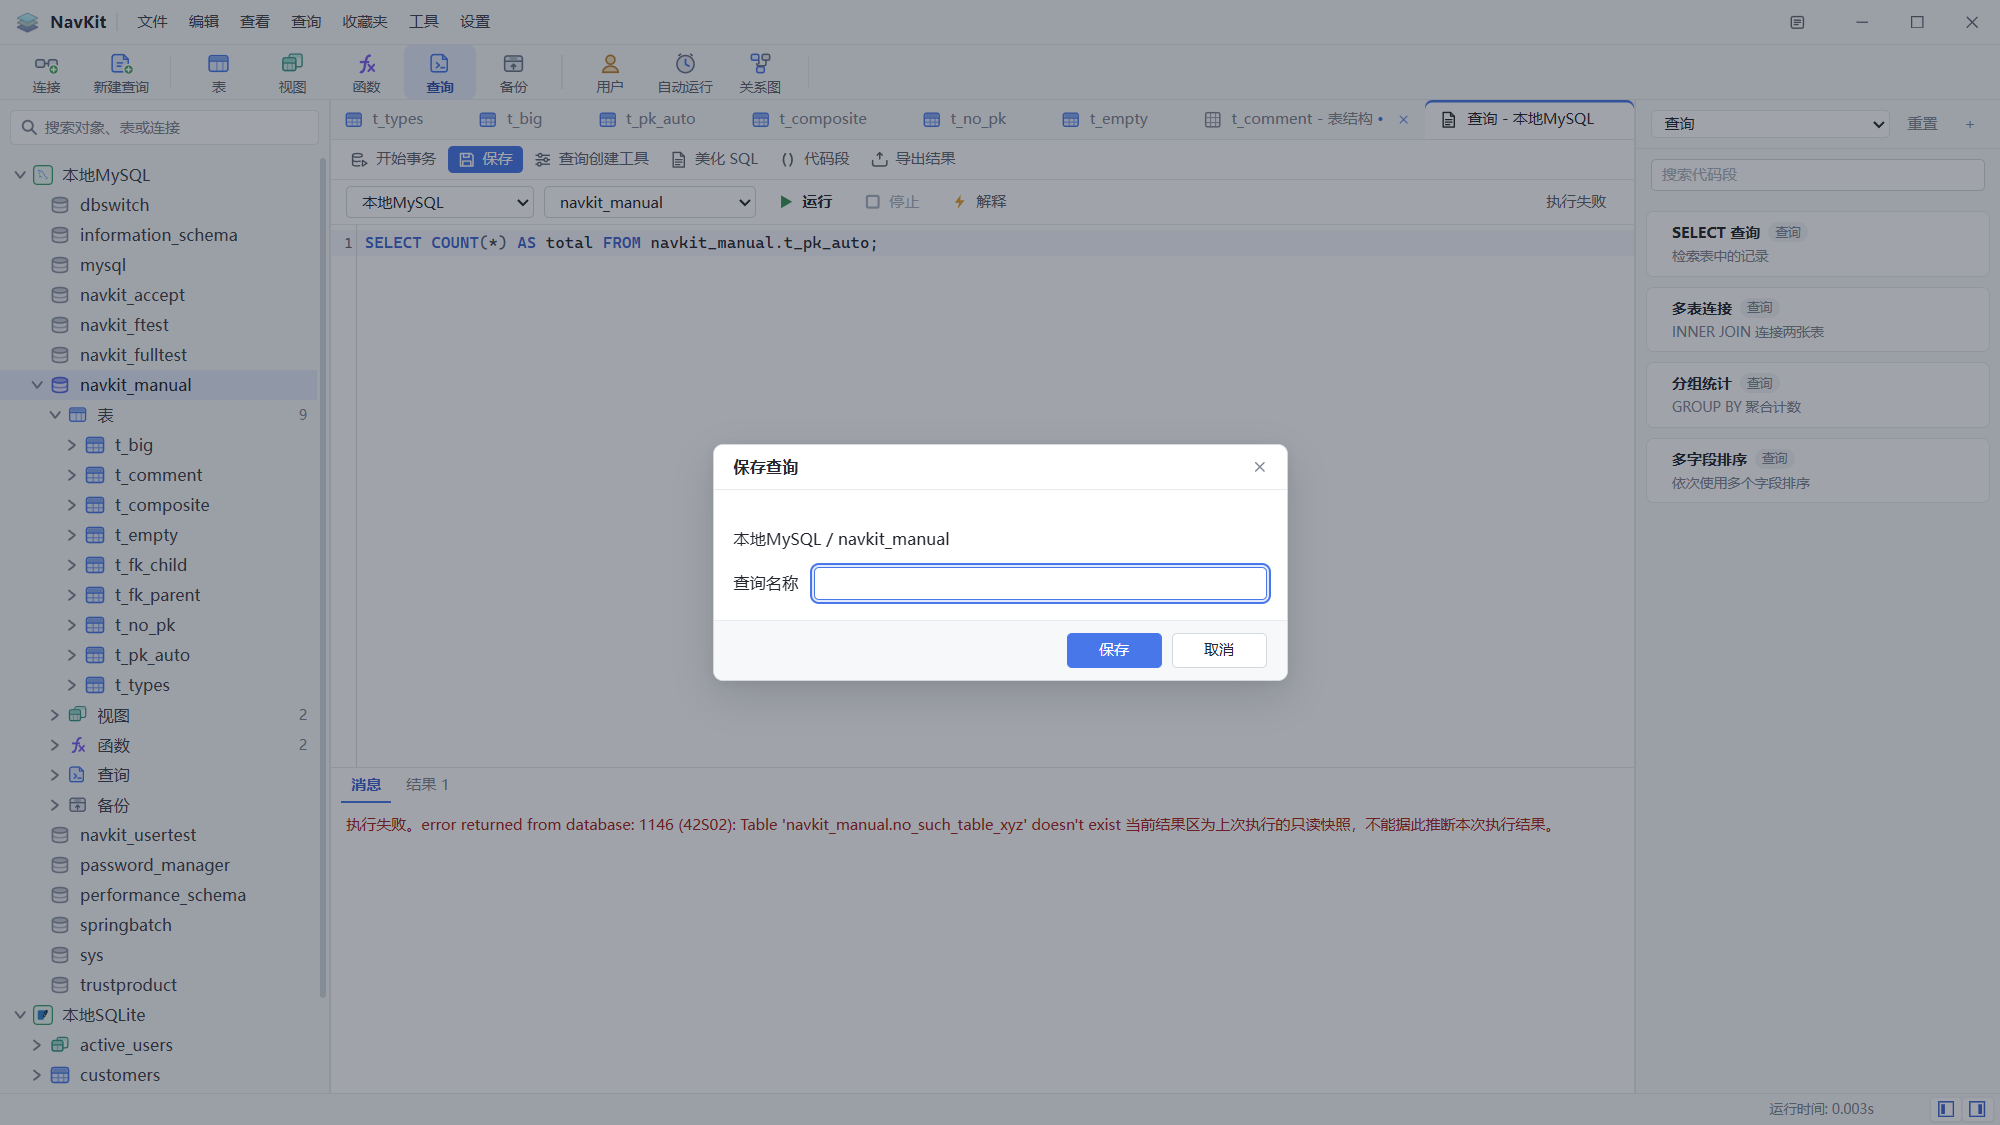 NavKit 文件 编辑 查看 查询 收藏夹 工具 设置
连接 新建查询 表 视图 函数 查询 备份 用户 自动运行 关系图
搜索对象、表或连接
本地MySQL
dbswitch
information_schema
mysql
navkit_accept
navkit_ftest
navkit_fulltest
navkit_manual
表 9
t_big
t_comment
t_composite
t_empty
t_fk_child
t_fk_parent
t_no_pk
t_pk_auto
t_types
视图 2
函数 2
查询
备份
navkit_usertest
password_manager
performance_schema
springbatch
sys
trustproduct
本地SQLite
active_users
customers
t_types t_big t_pk_auto t_composite t_no_pk t_empty t_comment - 表结构 • 查询 - 本地MySQL
开始事务 保存 查询创建工具 美化 SQL 代码段 导出结果
本地MySQL navkit_manual 运行 停止 解释 执行失败
1 SELECT COUNT(*) AS total FROM navkit_manual.t_pk_auto;
保存查询
本地MySQL / navkit_manual
查询名称
保存 取消
消息 结果 1
执行失败。error returned from database: 1146 (42S02): Table 'navkit_manual.no_such_table_xyz' doesn't exist 当前结果区为上次执行的只读快照，不能据此推断本次执行结果。
查询 重置 +
搜索代码段
SELECT 查询 查询
检索表中的记录
多表连接 查询
INNER JOIN 连接两张表
分组统计 查询
GROUP BY 聚合计数
多字段排序 查询
依次使用多个字段排序
运行时间: 0.003s